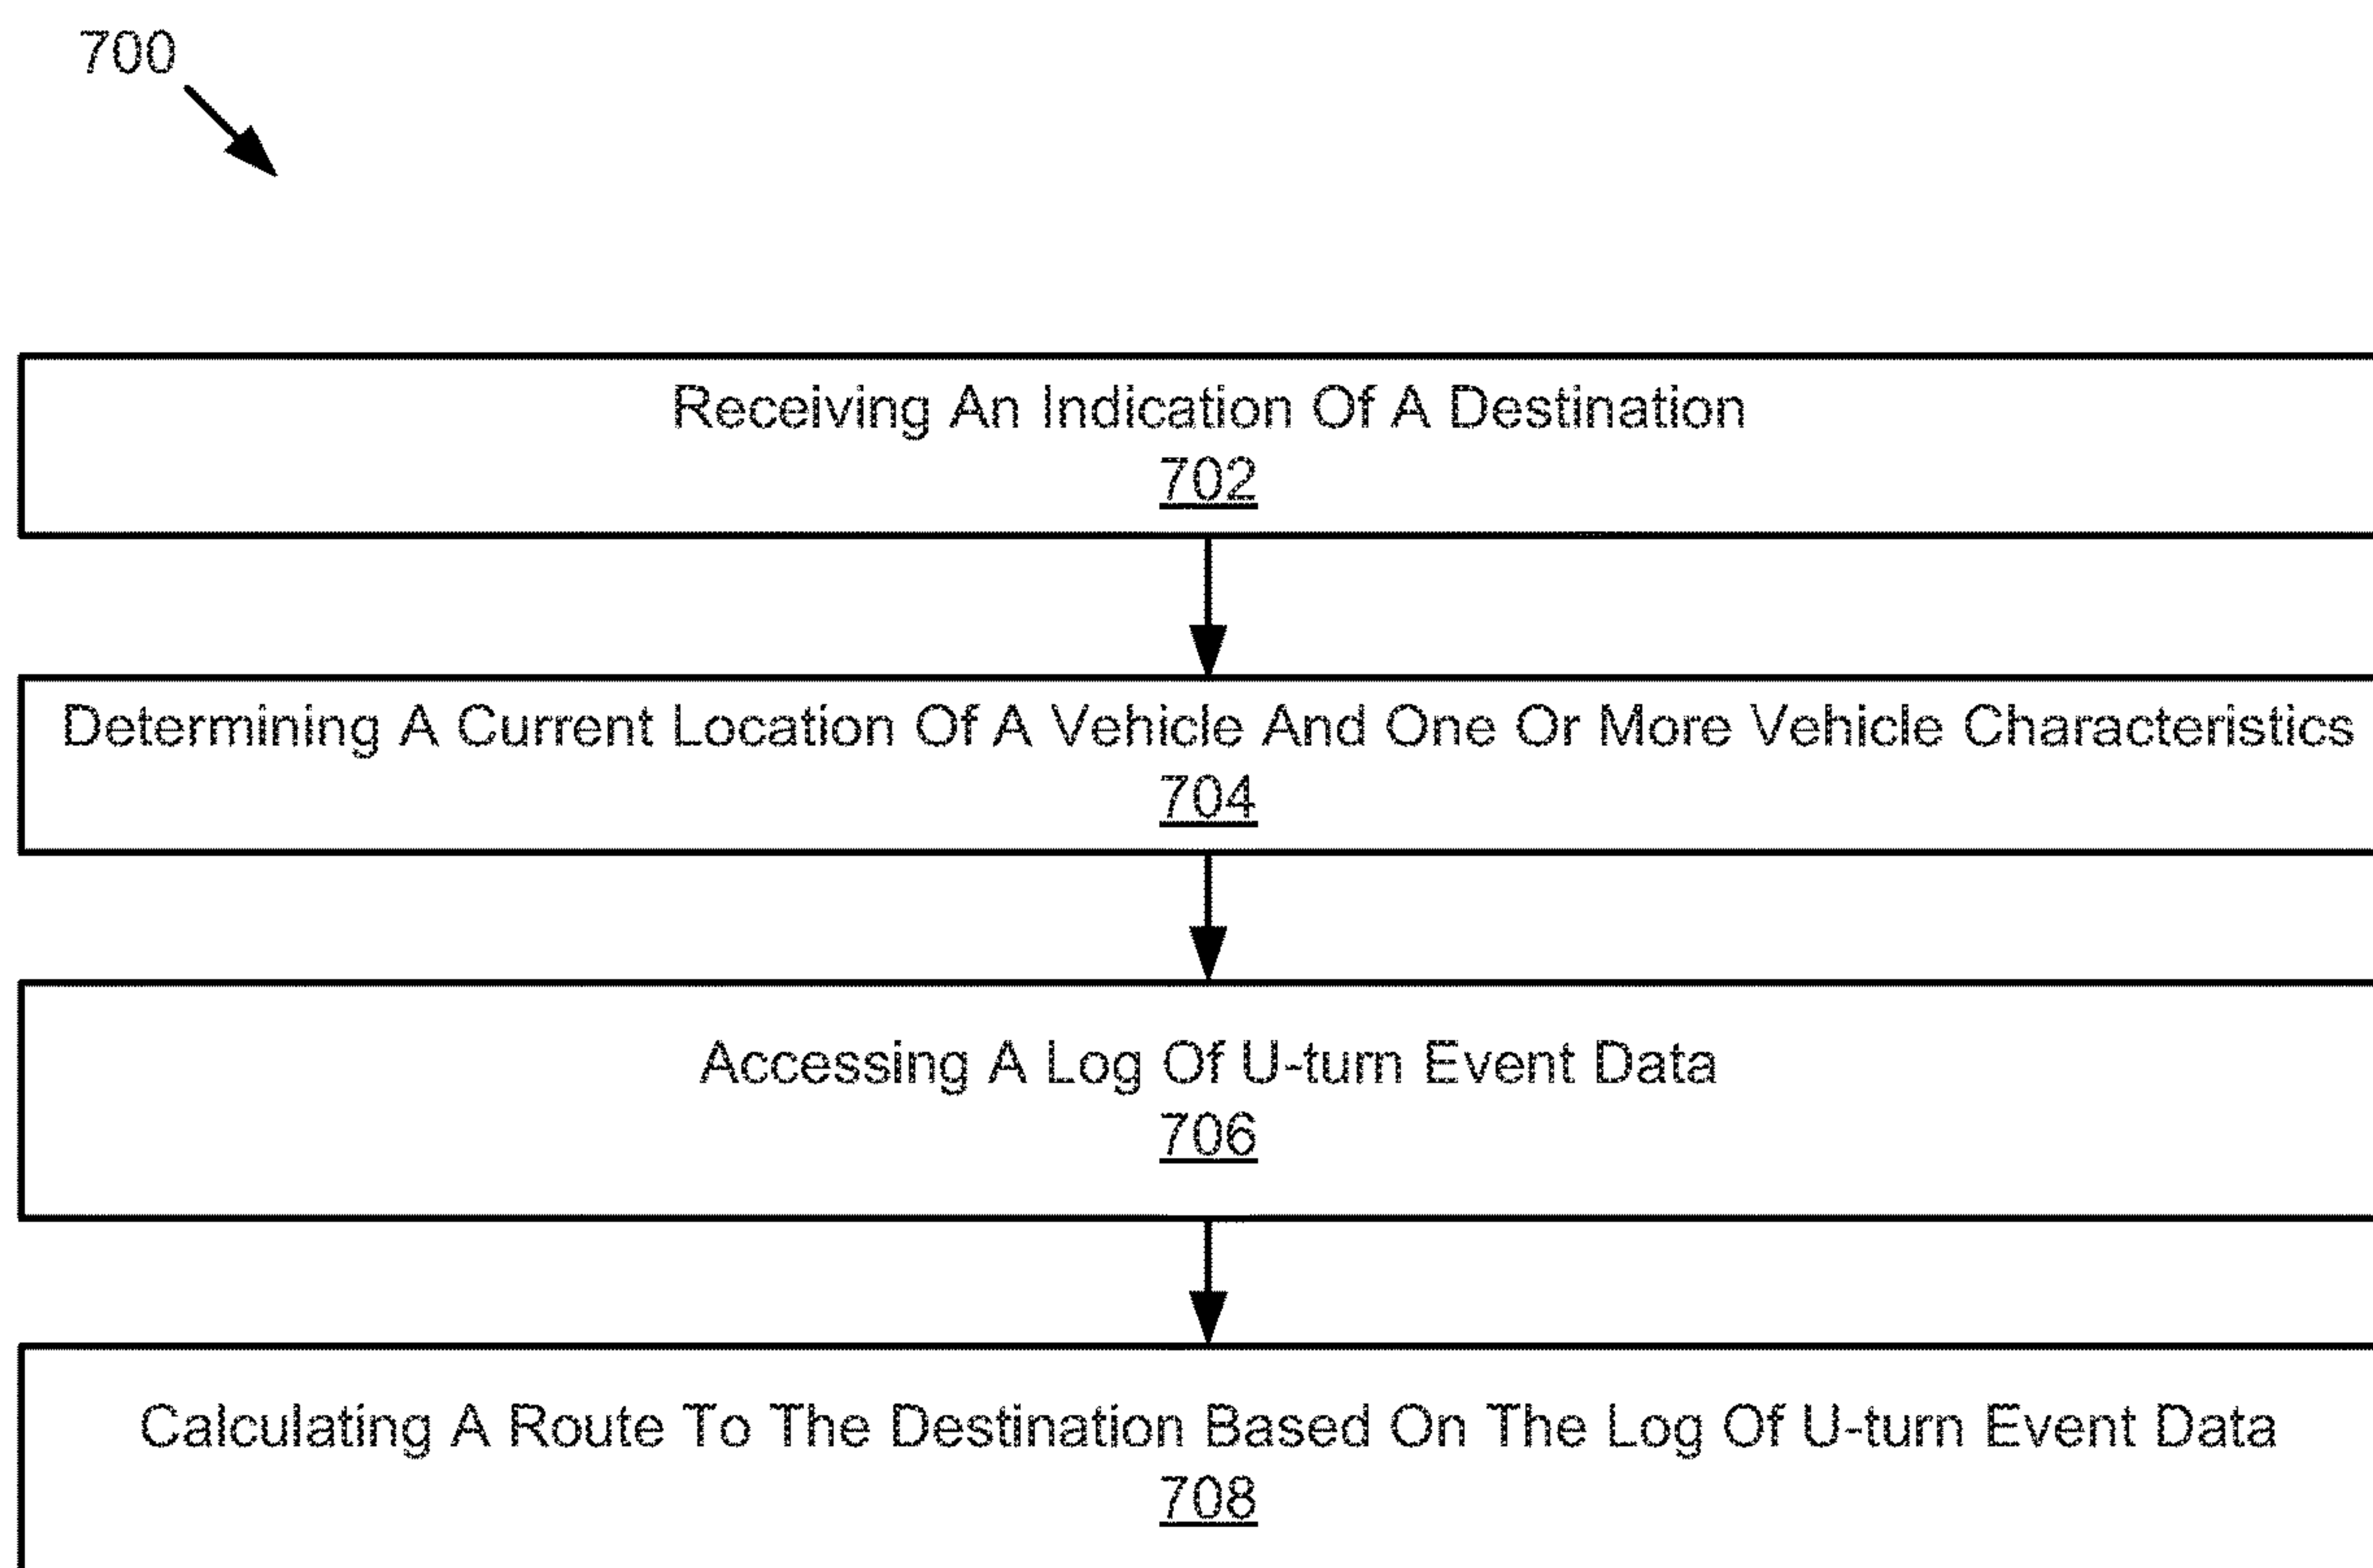 700
Receiving An Indication Of A Destination
702
Determining A Current Location Of A Vehicle And One Or More Vehicle Characteristics
704
Accessing A Log Of U-turn Event Data
706
Calculating A Route To The Destination Based On The Log Of U-turn Event Data
708